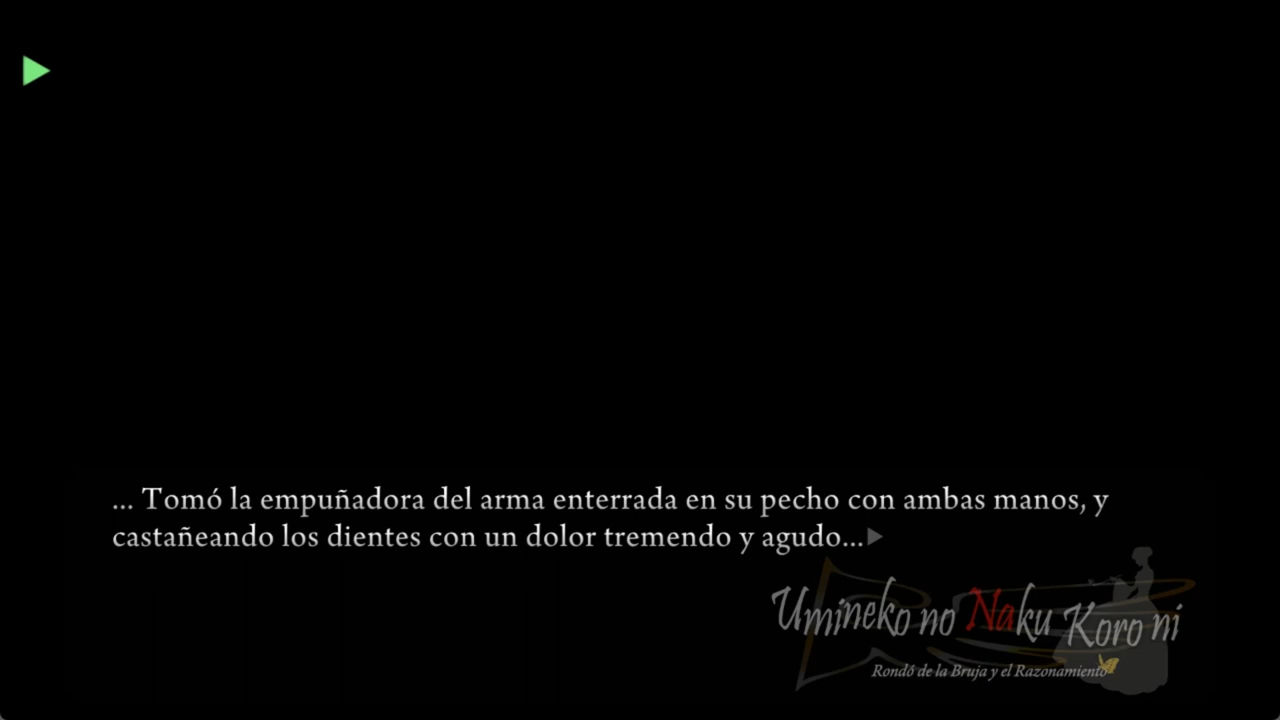 ... Tomó la empuñadora del arma enterrada en su pecho con ambas manos, y
castañeando los dientes con un dolor tremendo y agudo...
Umineko no Naku Koro ni
Rondó de la Bruja y el Razonamiento